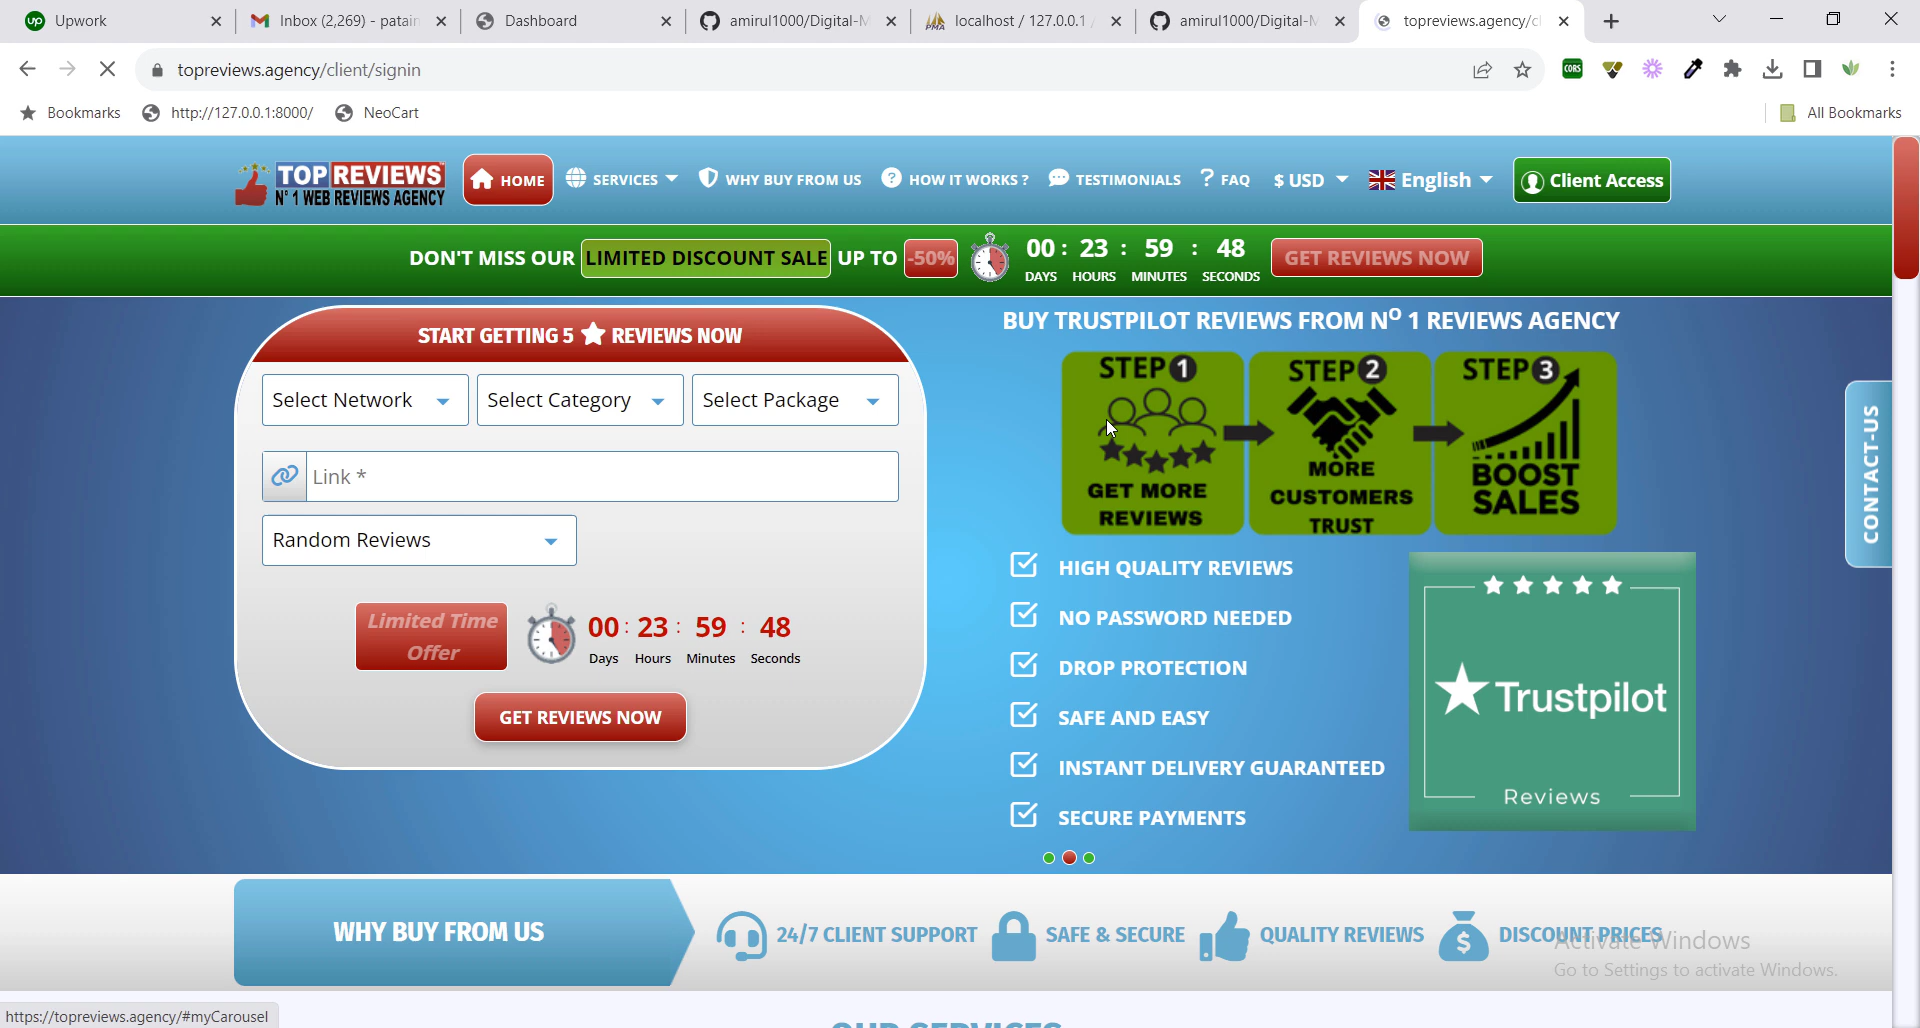 Upwork
Inbox (2,269) - patain
Dashboard
amirul1000/Digital-M
localhost / 127.0.0.1 /
amirul1000/Digital-M
topreviews.agency/cl
topreviews.agency/client/signin
CORS
Bookmarks
http://127.0.0.1:8000/
NeoCart
All Bookmarks
TOP REVIEWS
N° 1 WEB REVIEWS AGENCY
HOME
SERVICES
WHY BUY FROM US
HOW IT WORKS ?
TESTIMONIALS
? FAQ
$ USD
English
Client Access
DON'T MISS OUR LIMITED DISCOUNT SALE UP TO -50%
00 : 23 : 59 : 48
DAYS HOURS MINUTES SECONDS
GET REVIEWS NOW
START GETTING 5 REVIEWS NOW
Select Network
Select Category
Select Package
Link *
Random Reviews
Limited Time
Offer
00 : 23 : 59 : 48
Days Hours Minutes Seconds
GET REVIEWS NOW
BUY TRUSTPILOT REVIEWS FROM Nº 1 REVIEWS AGENCY
STEP 1
GET MORE
REVIEWS
STEP 2
MORE
CUSTOMERS
TRUST
STEP 3
BOOST
SALES
HIGH QUALITY REVIEWS
NO PASSWORD NEEDED
DROP PROTECTION
SAFE AND EASY
INSTANT DELIVERY GUARANTEED
SECURE PAYMENTS
Trustpilot
Reviews
CONTACT-US
WHY BUY FROM US
24/7 CLIENT SUPPORT
SAFE & SECURE
QUALITY REVIEWS
DISCOUNT PRICES
Activate Windows
Go to Settings to activate Windows.
https://topreviews.agency/#myCarousel
OUR SERVICES